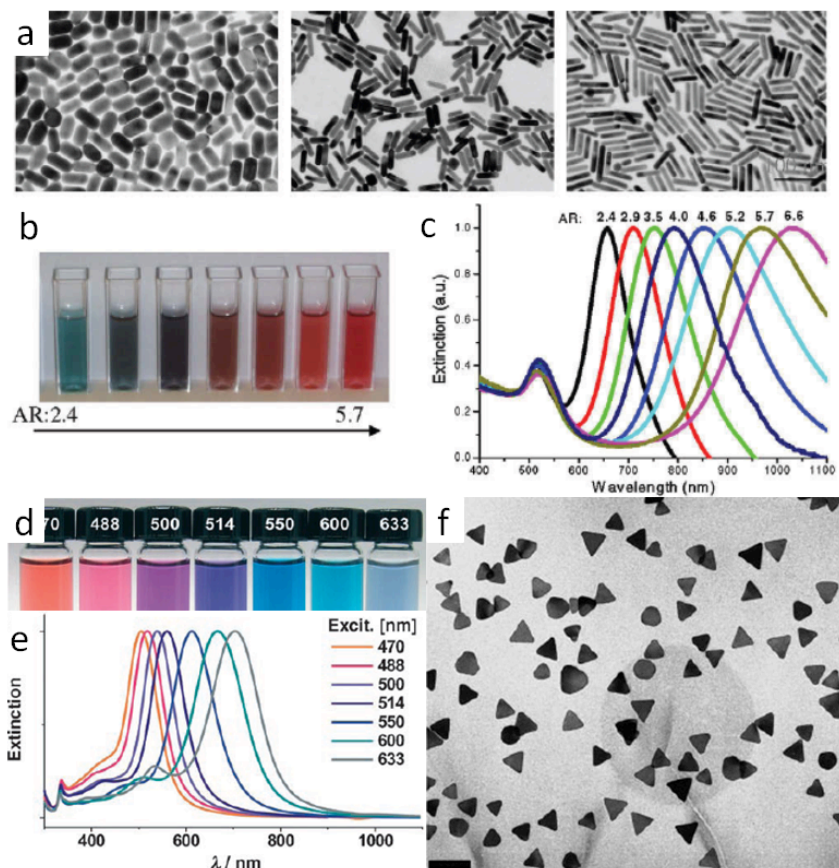 a
b
AR:2.4 5.7
c
AR: 2.4 2.9 3.5 4.0 4.6 5.2 5.7 6.6
Extinction (a.u.)
1.0
0.8
0.6
0.4
0.2
0.0
400 500 600 700 800 900 1000 1100
Wavelength (nm)
d
70 488 500 514 550 600 633
e
Excit. [nm]
470
488
500
514
550
600
633
Extinction
400 600 800 1000
λ / nm
f